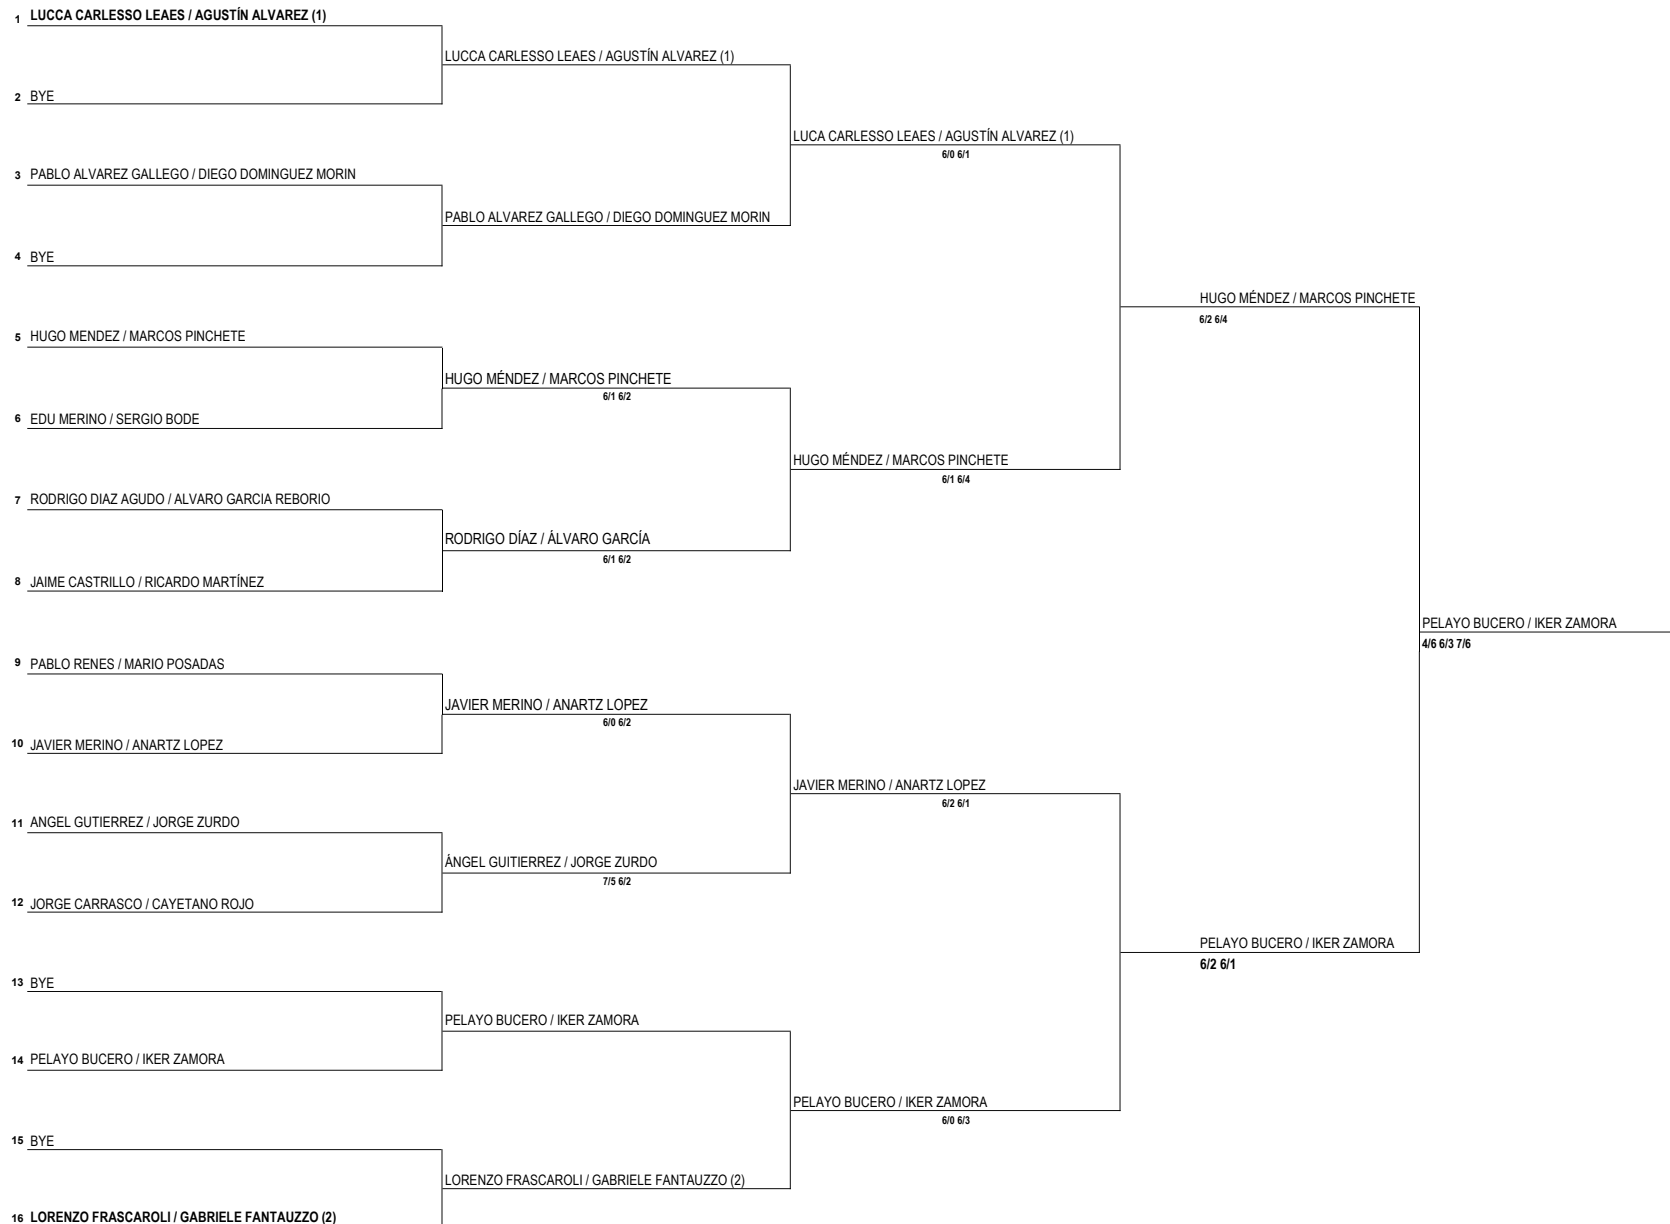 1 LUCCA CARLESSO LEAES / AGUSTÍN ALVAREZ (1)
LUCCA CARLESSO LEAES / AGUSTÍN ALVAREZ (1)
2 BYE
LUCA CARLESSO LEAES / AGUSTÍN ALVAREZ (1)
6/0 6/1
3 PABLO ALVAREZ GALLEGO / DIEGO DOMINGUEZ MORIN
PABLO ALVAREZ GALLEGO / DIEGO DOMINGUEZ MORIN
4 BYE
HUGO MÉNDEZ / MARCOS PINCHETE
6/2 6/4
5 HUGO MENDEZ / MARCOS PINCHETE
HUGO MÉNDEZ / MARCOS PINCHETE
6/1 6/2
6 EDU MERINO / SERGIO BODE
HUGO MÉNDEZ / MARCOS PINCHETE
6/1 6/4
7 RODRIGO DIAZ AGUDO / ALVARO GARCIA REBORIO
RODRIGO DÍAZ / ÁLVARO GARCÍA
6/1 6/2
8 JAIME CASTRILLO / RICARDO MARTÍNEZ
PELAYO BUCERO / IKER ZAMORA
4/6 6/3 7/6
9 PABLO RENES / MARIO POSADAS
JAVIER MERINO / ANARTZ LOPEZ
6/0 6/2
10 JAVIER MERINO / ANARTZ LOPEZ
JAVIER MERINO / ANARTZ LOPEZ
6/2 6/1
11 ANGEL GUTIERREZ / JORGE ZURDO
ÁNGEL GUITIERREZ / JORGE ZURDO
7/5 6/2
12 JORGE CARRASCO / CAYETANO ROJO
PELAYO BUCERO / IKER ZAMORA
6/2 6/1
13 BYE
PELAYO BUCERO / IKER ZAMORA
14 PELAYO BUCERO / IKER ZAMORA
PELAYO BUCERO / IKER ZAMORA
6/0 6/3
15 BYE
LORENZO FRASCAROLI / GABRIELE FANTAUZZO (2)
16 LORENZO FRASCAROLI / GABRIELE FANTAUZZO (2)